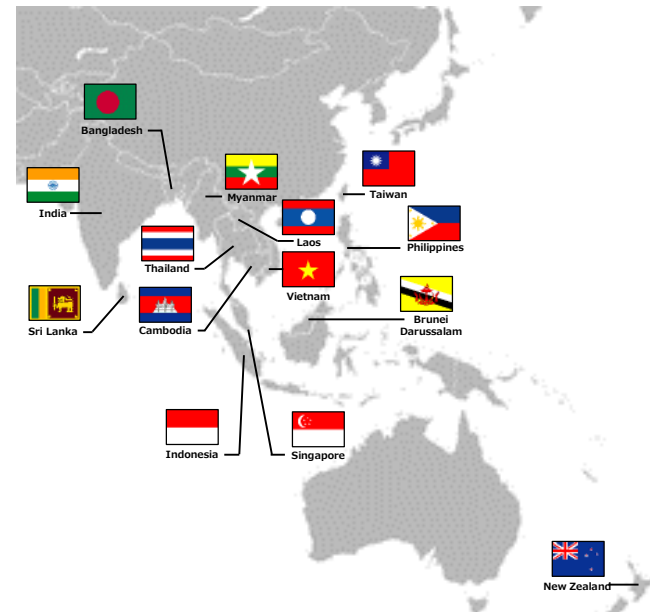 Bangladesh
Myanmar
Taiwan
India
Laos
Philippines
Thailand
Vietnam
Sri Lanka
Cambodia
Brunei
Darussalam
Indonesia
Singapore
New Zealand